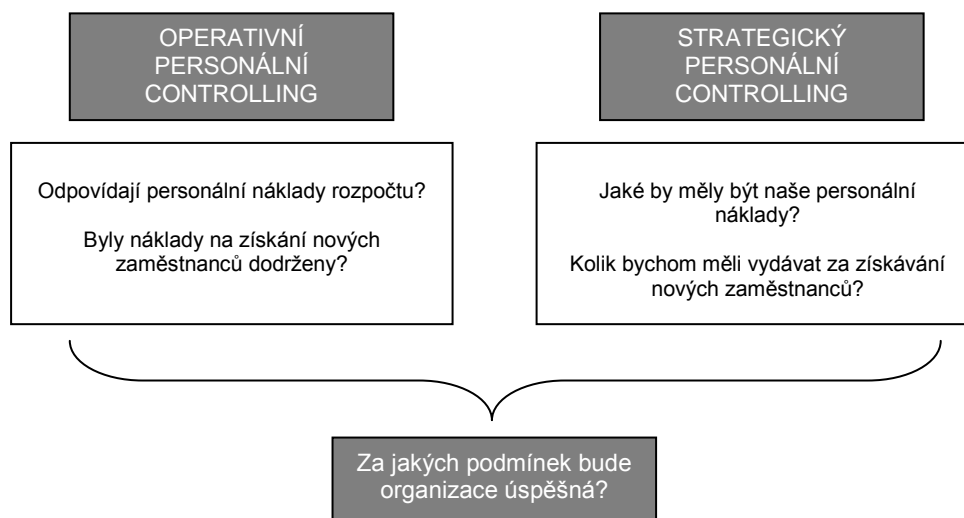 OPERATIVNÍ
PERSONÁLNÍ
CONTROLLING
STRATEGICKÝ
PERSONÁLNÍ
CONTROLLING
Odpovídají personální náklady rozpočtu?
Byly náklady na získání nových
zaměstnanců dodrženy?
Jaké by měly být naše personální
náklady?
Kolik bychom měli vydávat za získávání
nových zaměstnanců?
Za jakých podmínek bude
organizace úspěšná?